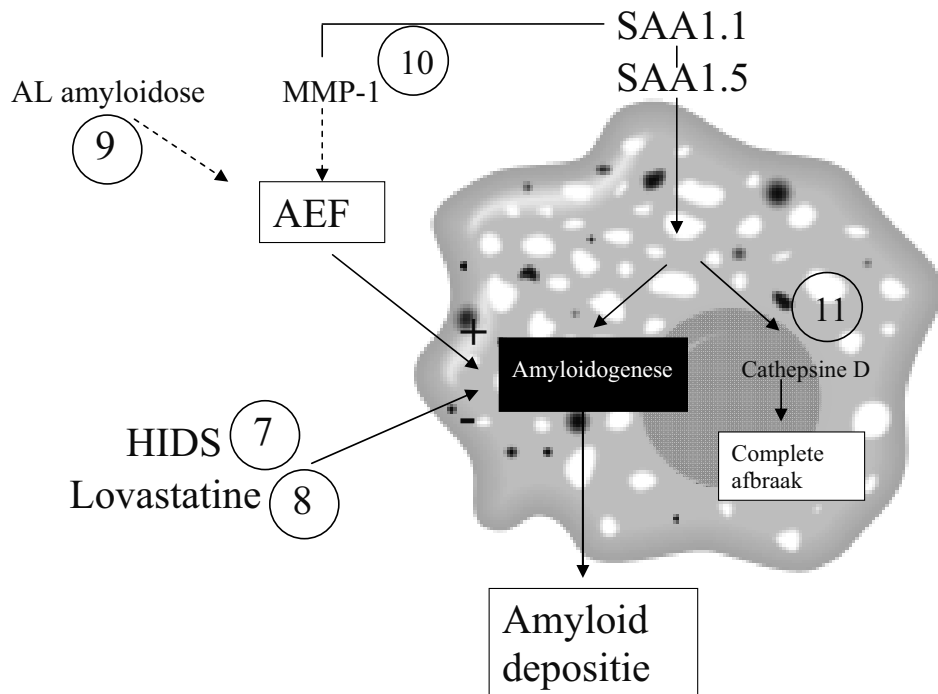 SAA1.1
10
SAA1.5
MMP-1
AL amyloidose
9
AEF
11
+
Amyloidogenese
Cathepsine D
-
HIDS 7
Complete
afbraak
Lovastatine 8
Amyloid
depositie